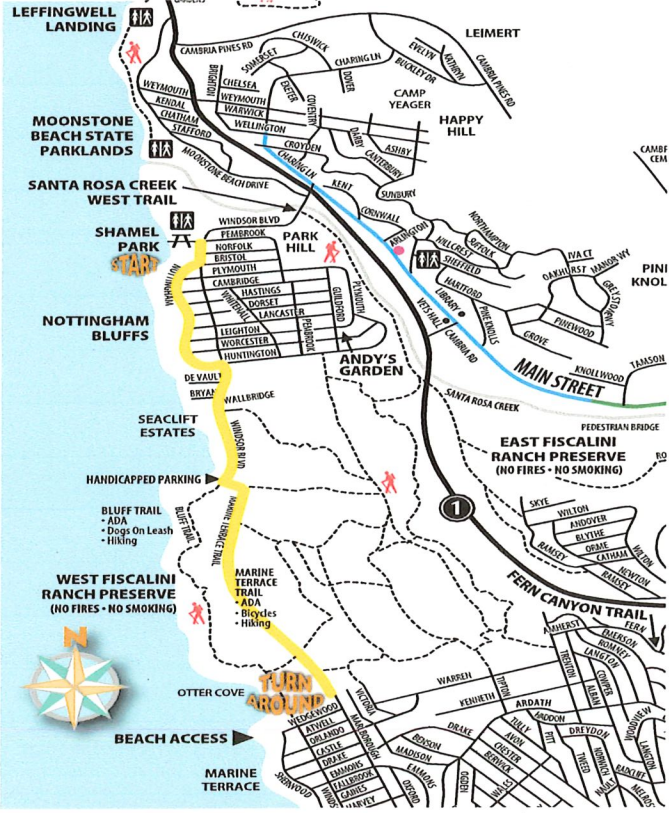 LEFFINGWELL
LANDING
CAMBRIA PINES RD
CHISWICK
SOMERSET
CHARING LN
EVELYN
KATHRYN
BUCKLEY DR
LEIMERT
CAMBRIA PINES RD
BRIGHTON
CHELSEA
EXETER
DOVER
COVENTRY
CAMP
YEAGER
WEYMOUTH
WEYMOUTH
KENDAL
WARWICK
CHATHAM
WELLINGTON
STAFFORD
HAPPY
HILL
DARBY
ASHBY
CANTERBURY
CROYDEN
CHARING LN
MOONSTONE
BEACH STATE
PARKLANDS
MOONSTONE BEACH DRIVE
KENT
SUNBURY
CORNWALL
SANTA ROSA CREEK
WEST TRAIL
ARLINGTON
NORTHAMPTON
SUFFOLK
HILLCREST
SHEFFIELD
HARTFORD
IVA CT
OAKHURST
MANOR WY
GREYSTONE
PINEWOOD
GROVE
WINDSOR BLVD
PEMBROOK
NORFOLK
BRISTOL
PLYMOUTH
CAMBRIDGE
HASTINGS
DORSET
LANCASTER
WHITEHALL
LEIGHTON
WORCESTER
HUNTINGTON
PEMBROOK
GUILDFORD
PLYMOUTH
PARK
HILL
SHAMEL
PARK
START
NOTTINGHAM
NOTTINGHAM
BLUFFS
ANDY'S
GARDEN
LIBRARY
VETS HALL
PINE KNOLLS
CAMBRIA RD
MAIN STREET
KNOLLWOOD
TAMSON
DE VAULT
BRYAN
WALLBRIDGE
SANTA ROSA CREEK
PEDESTRIAN BRIDGE
SEACLIFT
ESTATES
WINDSOR BLVD
EAST FISCALINI
RANCH PRESERVE
(NO FIRES • NO SMOKING)
HANDICAPPED PARKING
1
BLUFF TRAIL
• ADA
• Dogs On Leash
• Hiking
BLUFF TRAIL
MARINE TERRACE TRAIL
SKYE
WILTON
ANDOVER
BLYTHE
ORME
CATHAM
RAMSEY
NEWTON
RAMSEY
WILTON
WEST FISCALINI
RANCH PRESERVE
(NO FIRES • NO SMOKING)
MARINE
TERRACE
TRAIL
• ADA
• Bicycles
• Hiking
FERN CANYON TRAIL
FERN
AMHERST
EMERSON
ROMNEY
LANGTON
TRENTON
COWPER
ALBAN
N
OTTER COVE
TURN
AROUND
WARREN
TIPTON
KENNETH
VICTORIA
ARDATH
HADDON
WEDGEWOOD
ATWELL
ORLANDO
CASTLE
DRAKE
EMMONS
FALLBROOK
GAINES
HARVEY
MARLBOROUGH
BENSON
MADISON
EMMONS
OXFORD
DRAKE
OGDEN
TULLY
AVON
CHESTER
BERWICK
WALES
PITT
DREYDON
TWEED
NORWICH
RADCLIFF
WOODVIEW
LANGTON
BEACH ACCESS
MARINE
TERRACE
SHERWOOD